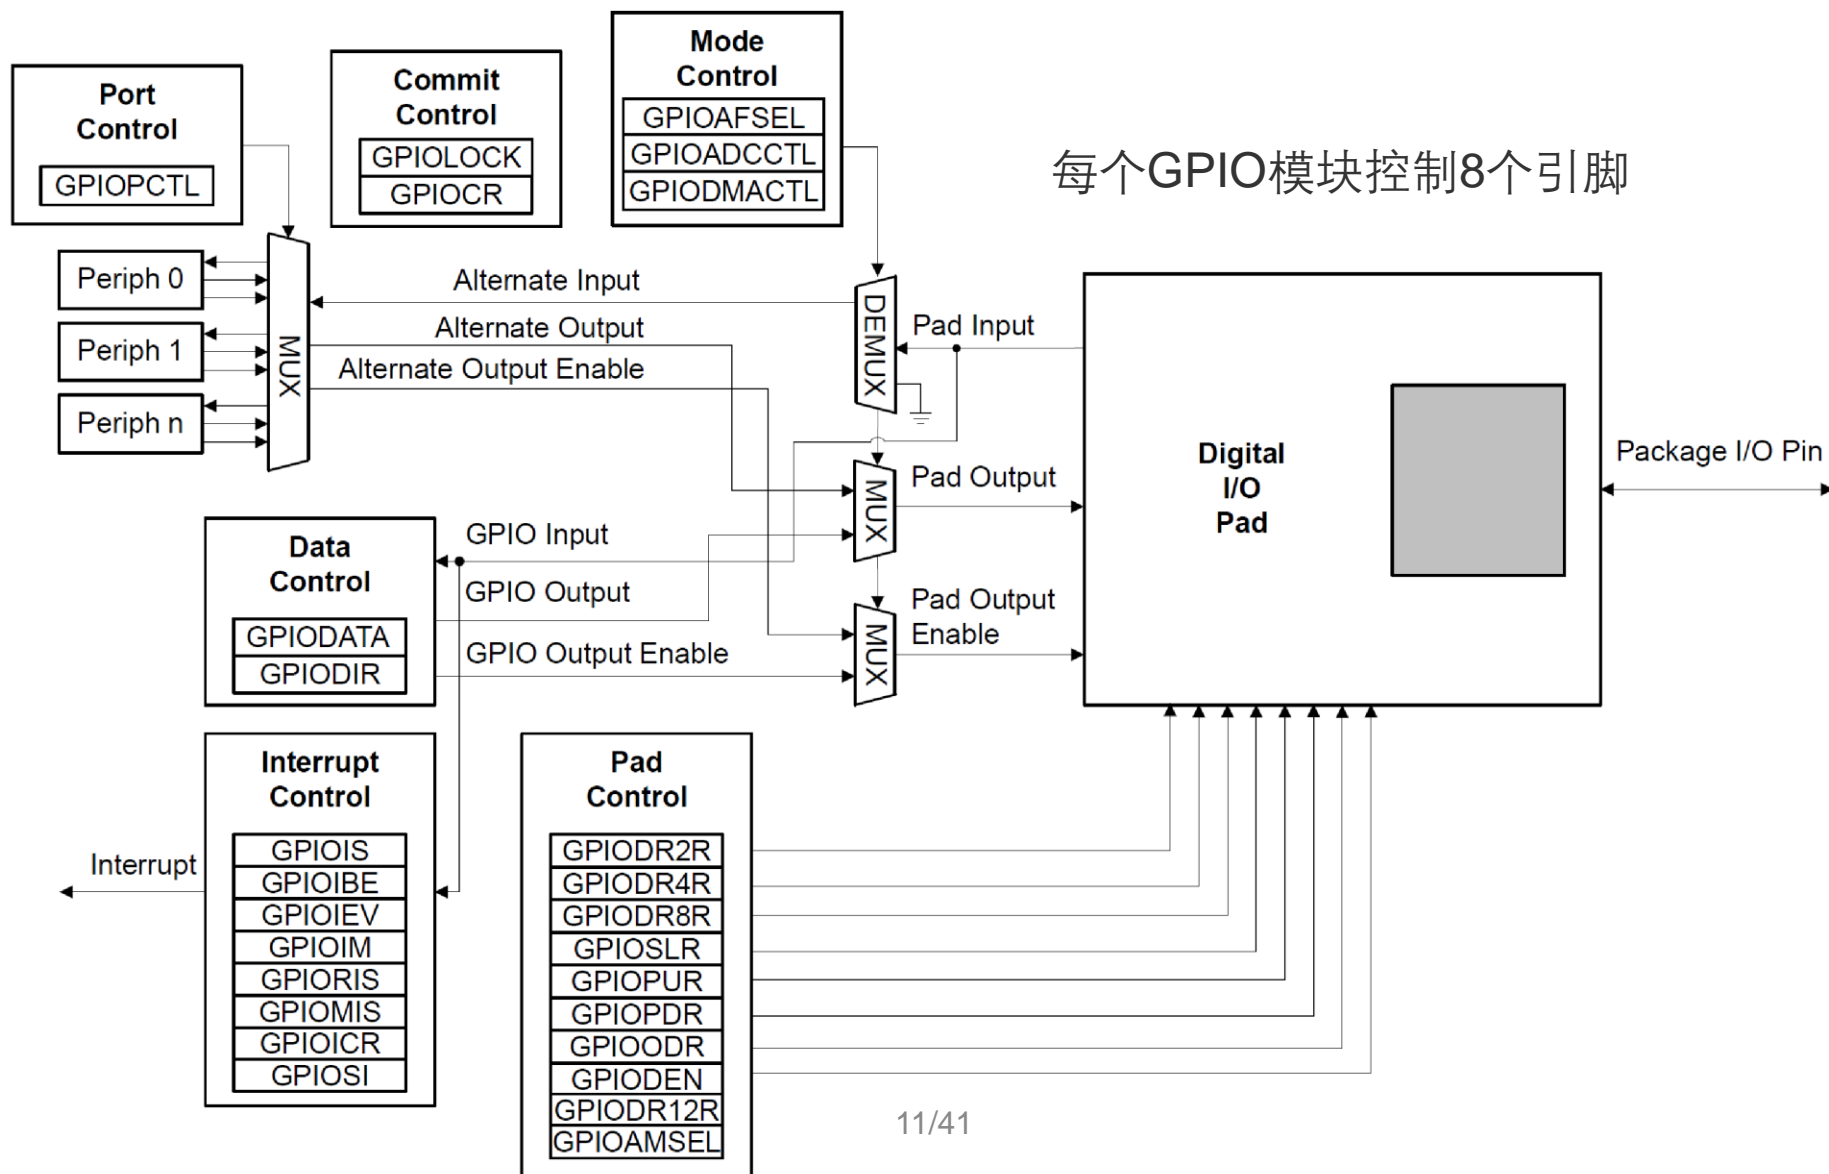 Port
Control
GPIOPCTL
Commit
Control
GPIOLOCK
GPIOCR
Mode
Control
GPIOAFSEL
GPIOADCCTL
GPIODMACTL
每个GPIO模块控制8个引脚
Periph 0
Periph 1
Periph n
MUX
Alternate Input
Alternate Output
Alternate Output Enable
DEMUX
Pad Input
MUX
Pad Output
MUX
Pad Output
Enable
Digital
I/O
Pad
Package I/O Pin
Data
Control
GPIODATA
GPIODIR
GPIO Input
GPIO Output
GPIO Output Enable
Interrupt
Control
GPIOIS
GPIOIBE
GPIOIEV
GPIOIM
GPIORIS
GPIOMIS
GPIOICR
GPIOSI
Interrupt
Pad
Control
GPIODR2R
GPIODR4R
GPIODR8R
GPIOSLR
GPIOPUR
GPIOPDR
GPIOODR
GPIODEN
GPIODR12R
GPIOAMSEL
11/41